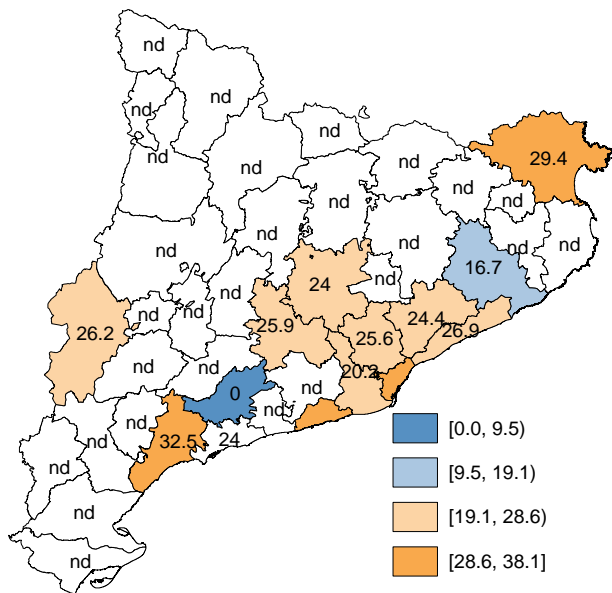 nd
nd
nd
nd
nd
29.4
nd
nd
nd
nd
nd
nd
nd
nd
nd
nd
nd
16.7
nd
24
nd
nd
nd
24.4
26.2
25.9
26.9
25.6
nd
nd
20.2
nd
0
nd
nd
nd
32.5
24
[0.0, 9.5)
nd
nd
[9.5, 19.1)
nd
[19.1, 28.6)
nd
[28.6, 38.1]